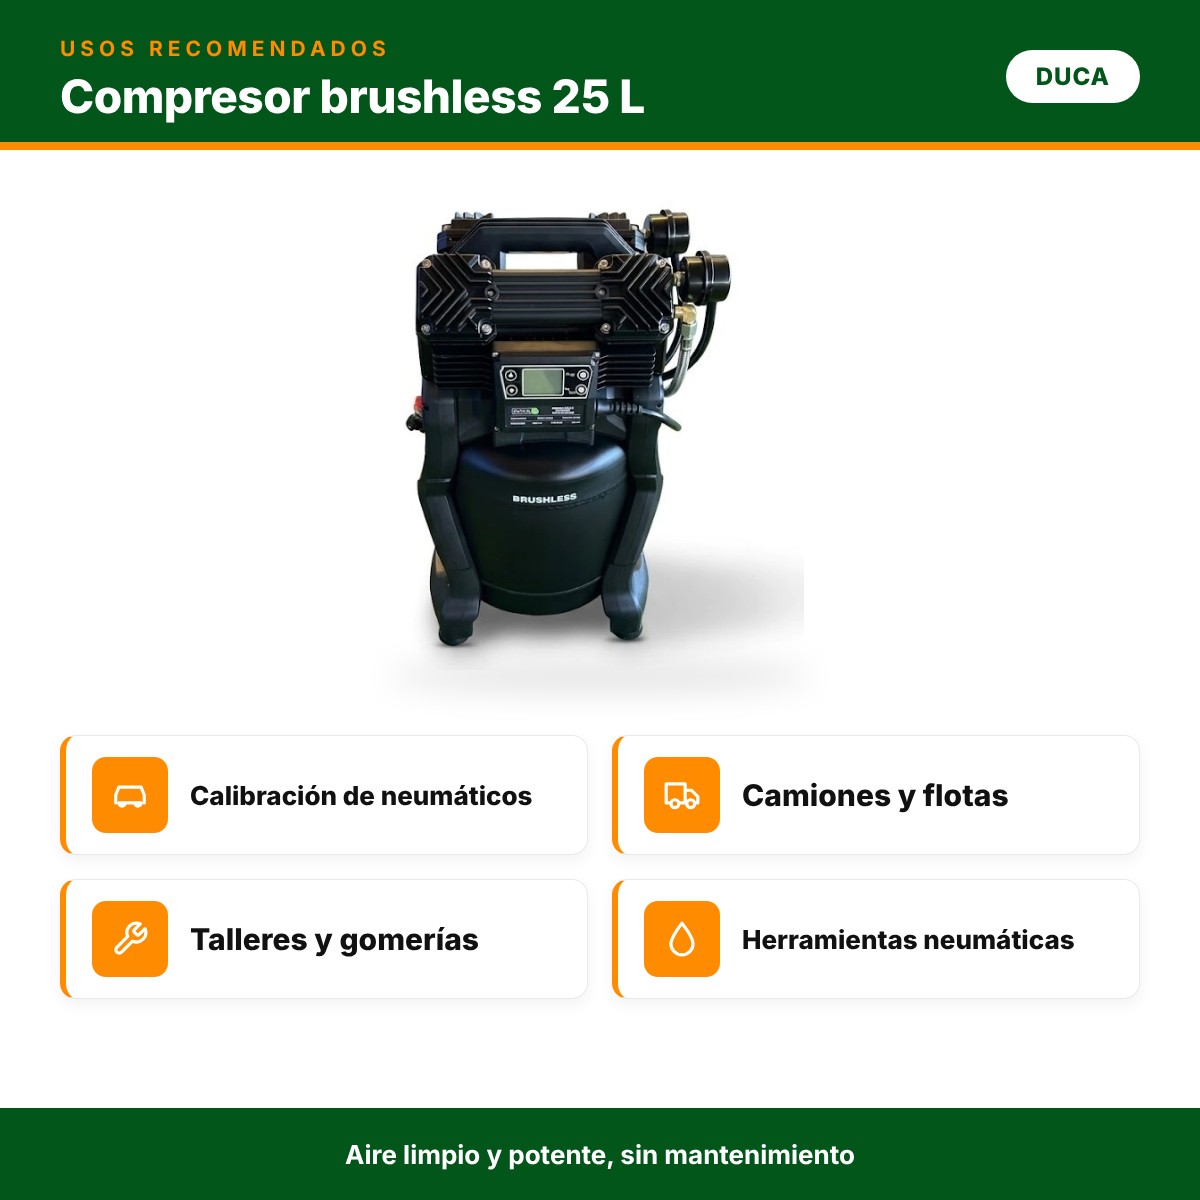 USOS RECOMENDADOS
Compresor brushless 25 L
DUCA
BRUSHLESS
Calibración de neumáticos
Camiones y flotas
Talleres y gomerías
Herramientas neumáticas
Aire limpio y potente, sin mantenimiento